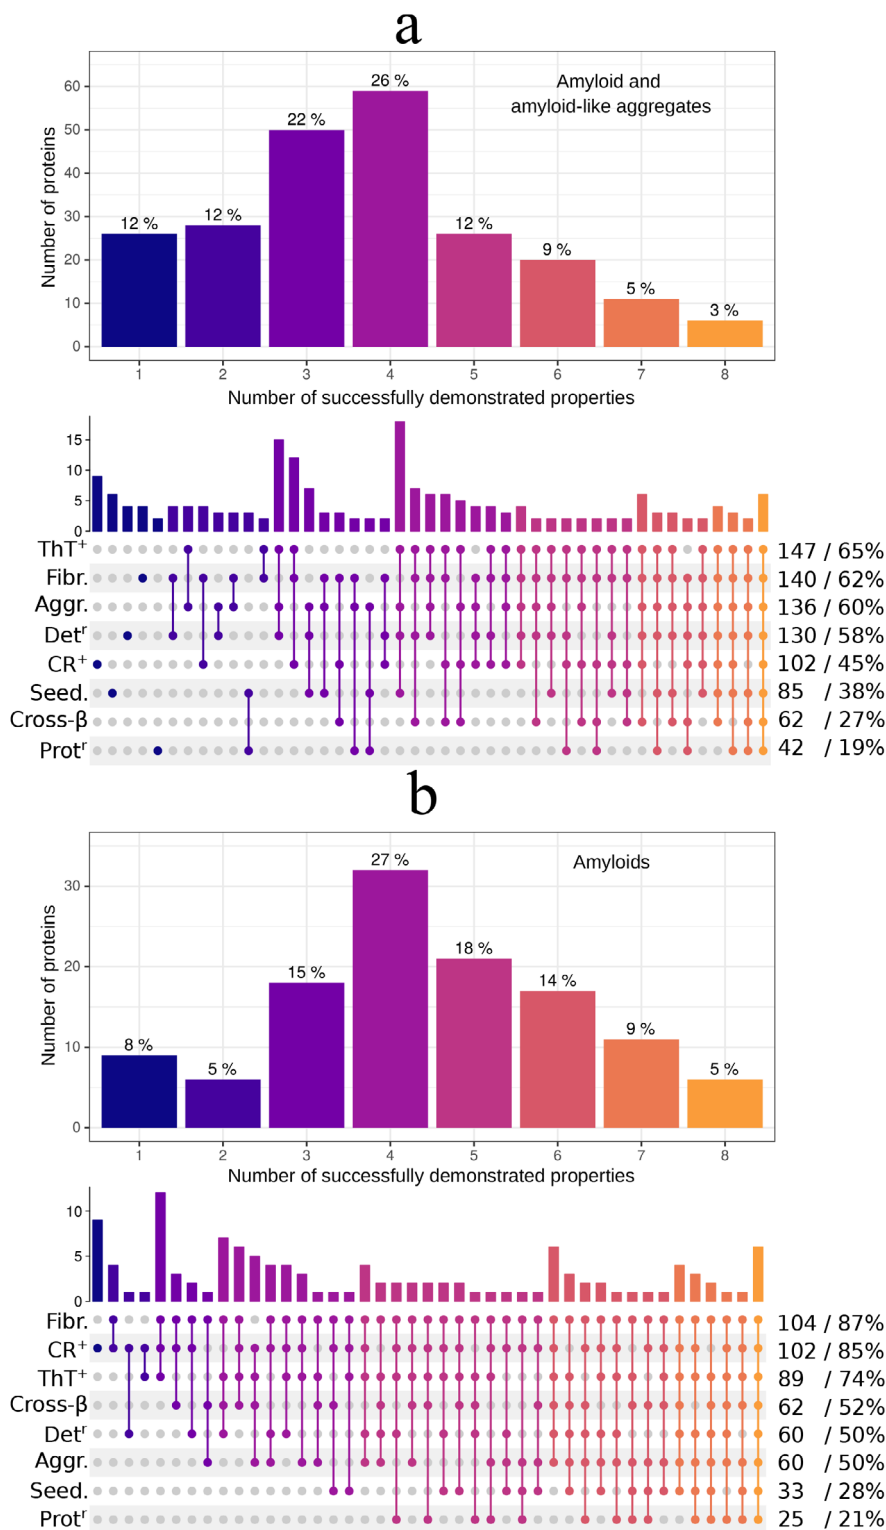 a
Amyloid and
amyloid-like aggregates
Number of proteins
60
50
40
30
20
10
0
12 %
12 %
22 %
26 %
12 %
9 %
5 %
3 %
1 2 3 4 5 6 7 8
Number of successfully demonstrated properties
15
10
5
0
ThT⁺ 147 / 65%
Fibr. 140 / 62%
Aggr. 136 / 60%
Detʳ 130 / 58%
CR⁺ 102 / 45%
Seed. 85 / 38%
Cross-β 62 / 27%
Protʳ 42 / 19%
b
Amyloids
Number of proteins
30
20
10
0
8 %
5 %
15 %
27 %
18 %
14 %
9 %
5 %
1 2 3 4 5 6 7 8
Number of successfully demonstrated properties
10
5
0
Fibr. 104 / 87%
CR⁺ 102 / 85%
ThT⁺ 89 / 74%
Cross-β 62 / 52%
Detʳ 60 / 50%
Aggr. 60 / 50%
Seed. 33 / 28%
Protʳ 25 / 21%